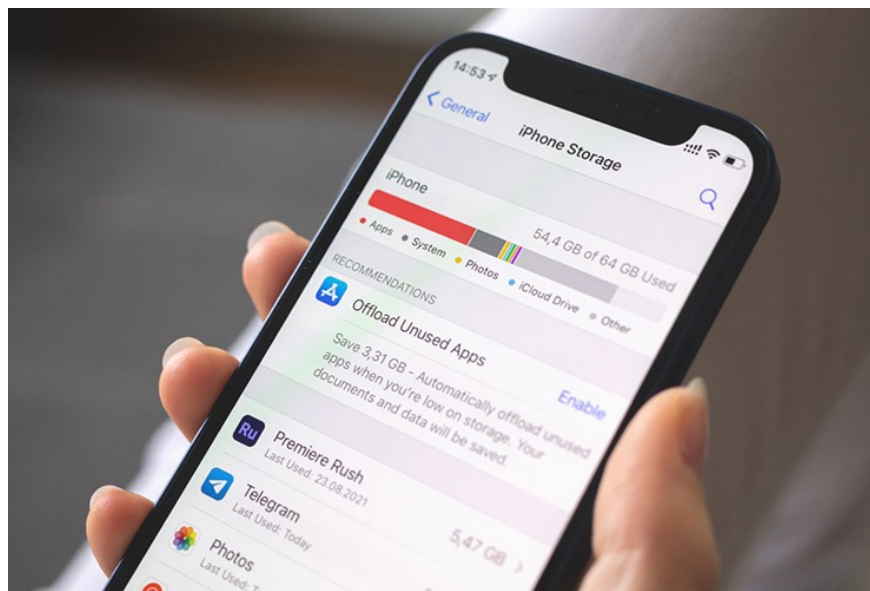 14:53
General
iPhone Storage
iPhone
54,4 GB of 64 GB Used
Apps System Photos iCloud Drive Other
RECOMMENDATIONS
Offload Unused Apps
Enable
Save 3,31 GB - Automatically offload unused
apps when you're low on storage. Your
documents and data will be saved.
Ru
Premiere Rush
5,47 GB
Last Used: 23.08.2021
Telegram
Last Used: Today
Photos
Last Used: